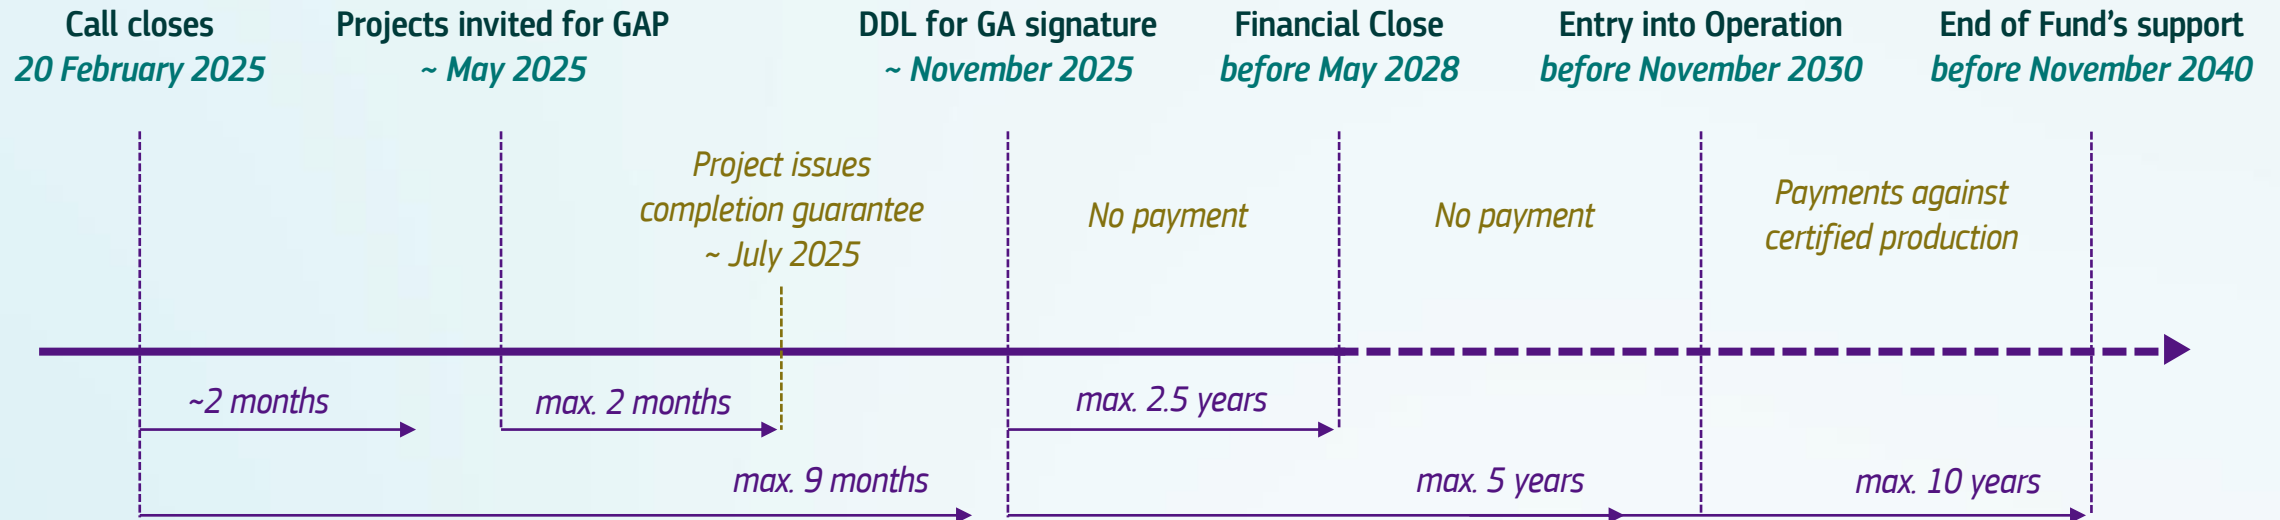 Call closes
20 February 2025
Projects invited for GAP
~ May 2025
DDL for GA signature
~ November 2025
Financial Close
before May 2028
Entry into Operation
before November 2030
End of Fund's support
before November 2040
Project issues
completion guarantee
~ July 2025
No payment
No payment
Payments against
certified production
~2 months
max. 2 months
max. 2.5 years
max. 9 months
max. 5 years
max. 10 years